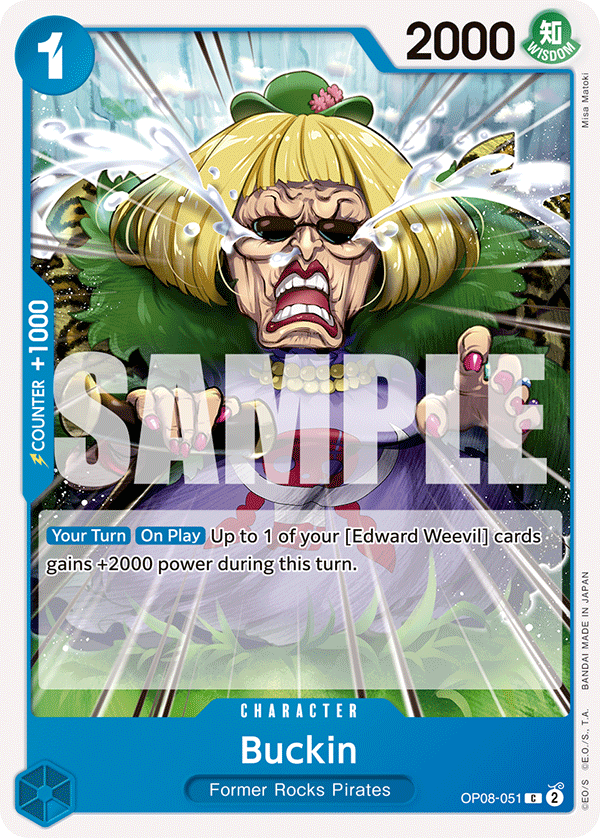 1
2000
知
WISDOM
Misa Matoki
COUNTER +1000
SAMPLE
Your Turn On Play Up to 1 of your [Edward Weevil] cards
gains +2000 power during this turn.
CHARACTER
Buckin
Former Rocks Pirates
OP08-051 C 2
©EO/S ©E.O./S., T.A. BANDAI MADE IN JAPAN